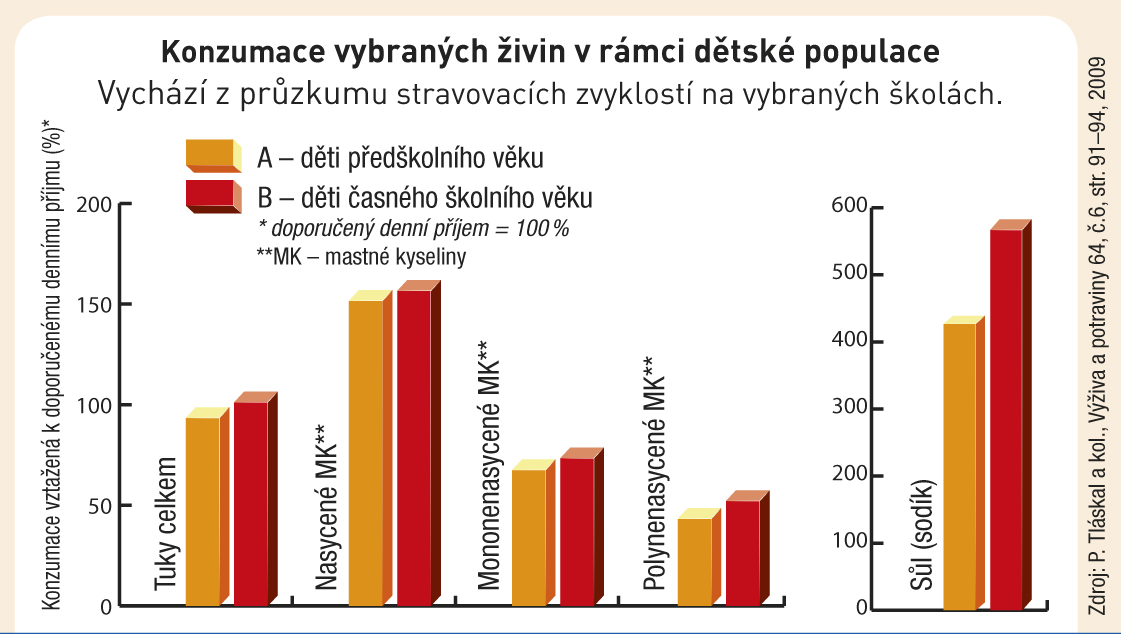 Konzumace vybraných živin v rámci dětské populace
Vychází z průzkumu stravovacích zvyklostí na vybraných školách.
Konzumace vztažená k doporučenému dennímu příjmu (%)*
A – děti předškolního věku
B – děti časného školního věku
* doporučený denní příjem = 100 %
**MK – mastné kyseliny
200
150
100
50
0
Tuky celkem
Nasycené MK**
Mononenasycené MK**
Polynenasycené MK**
600
500
400
300
200
100
0
Sůl (sodík)
Zdroj: P. Tláskal a kol., Výživa a potraviny 64, č.6, str. 91–94, 2009